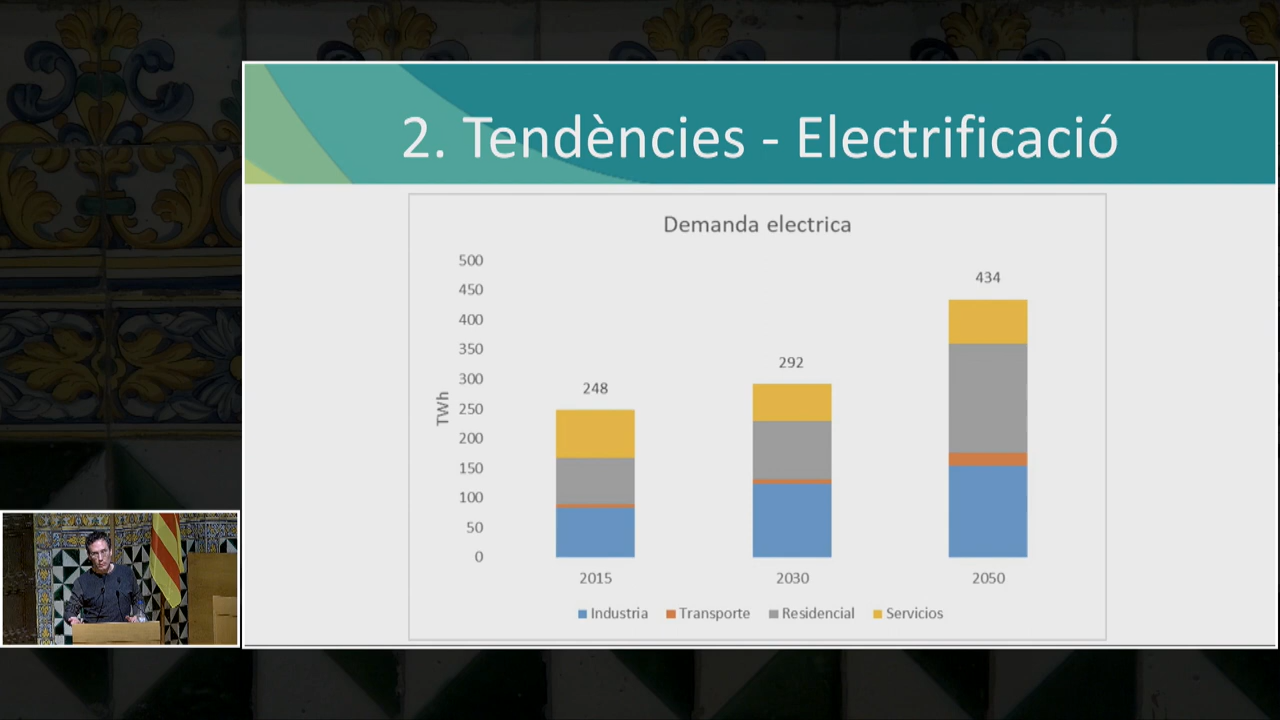 2. Tendències - Electrificació
Demanda electrica
500
450
400
350
300
250
200
150
100
50
0
TWh
248
292
434
2015
2030
2050
Industria
Transporte
Residencial
Servicios